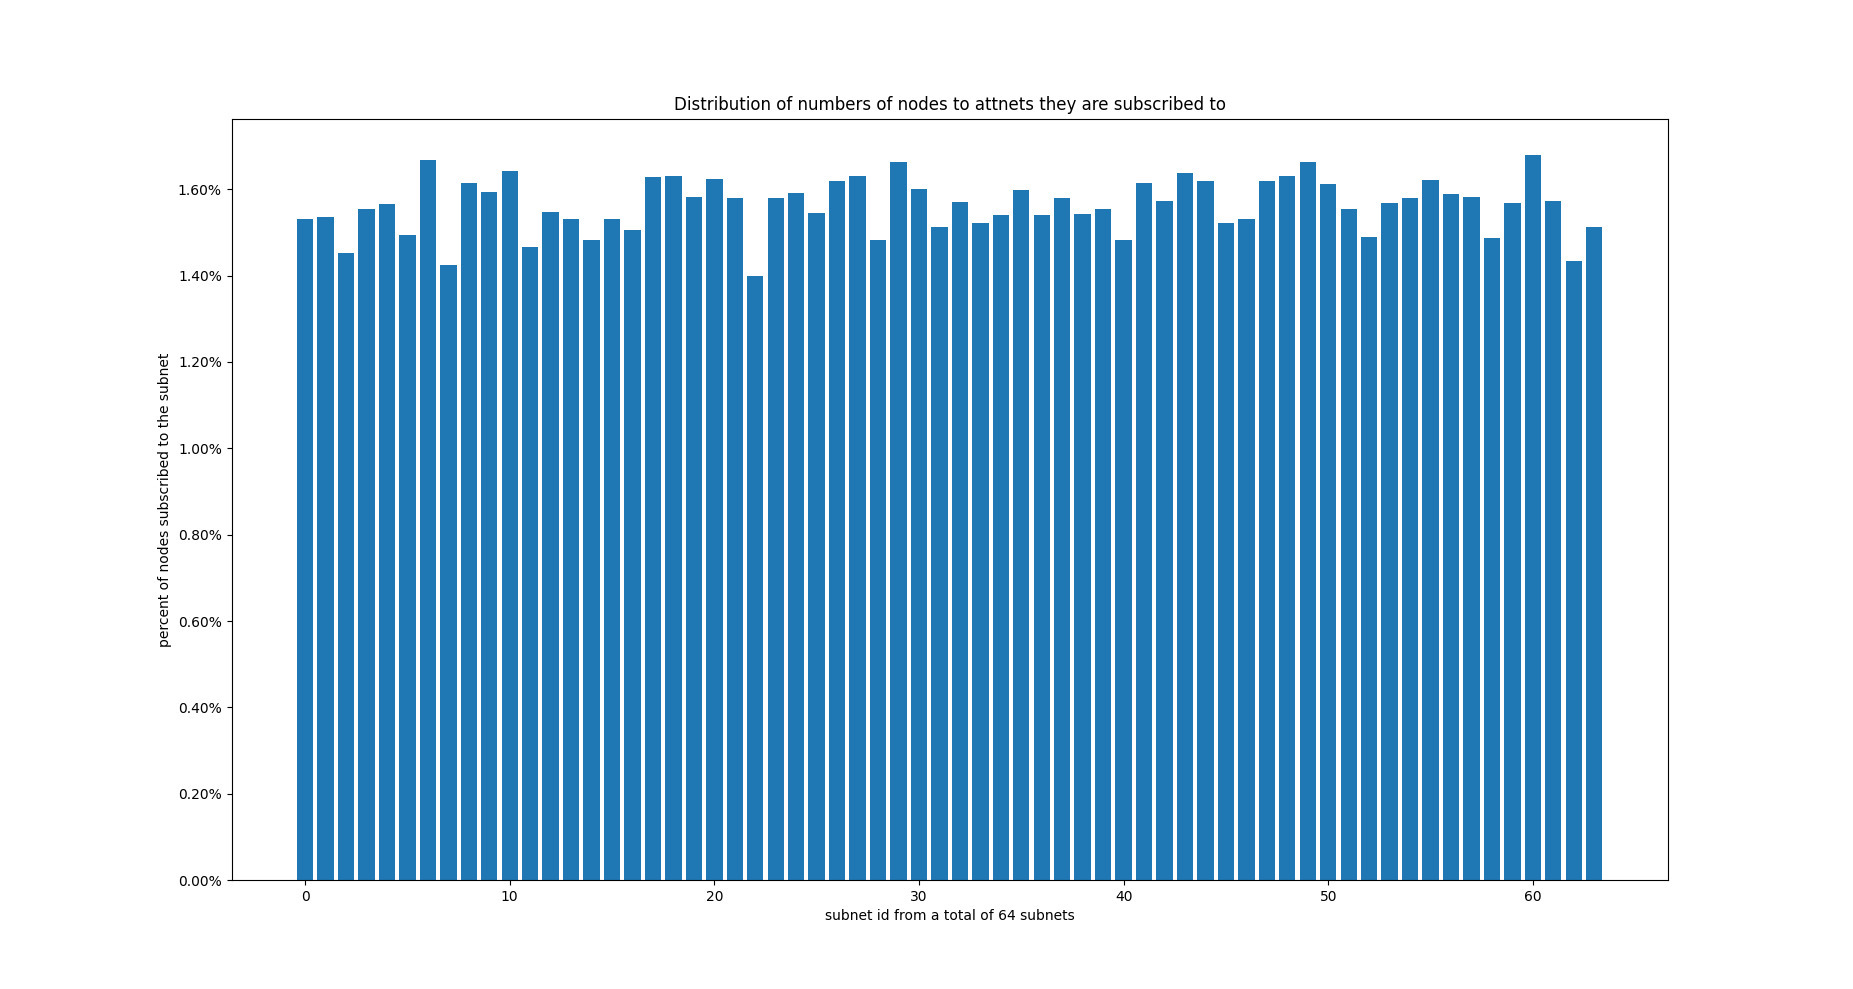 Distribution of numbers of nodes to attnets they are subscribed to
percent of nodes subscribed to the subnet
1.60%
1.40%
1.20%
1.00%
0.80%
0.60%
0.40%
0.20%
0.00%
0 10 20 30 40 50 60
subnet id from a total of 64 subnets